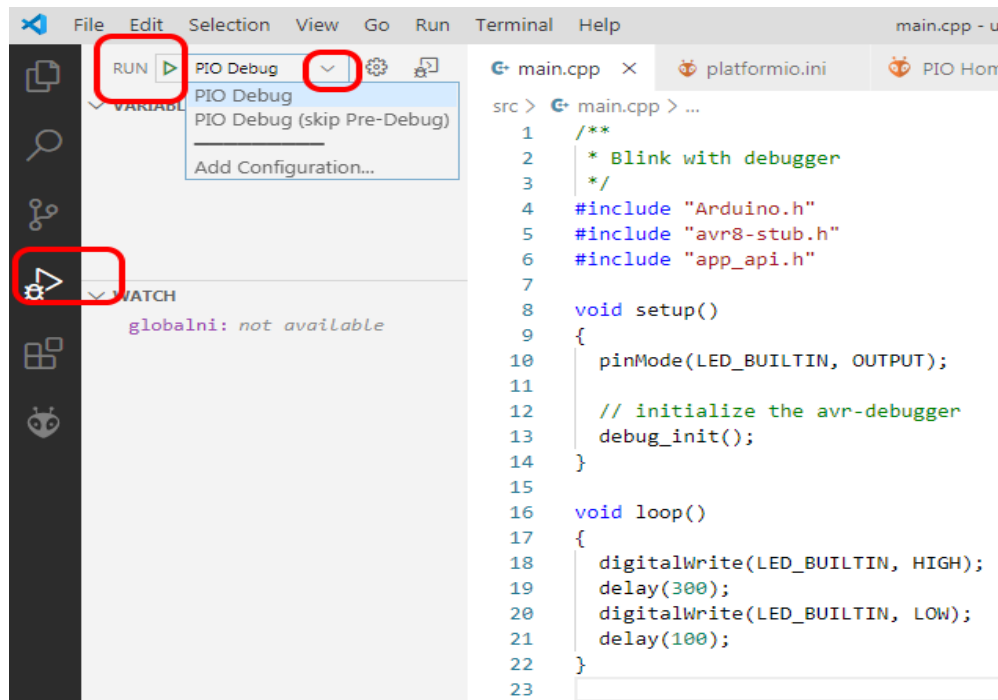 File Edit Selection View Go Run Terminal Help main.cpp - u
RUN PIO Debug
PIO Debug
PIO Debug (skip Pre-Debug)
Add Configuration...
VARIABL
WATCH
globalni: not available
main.cpp platformio.ini PIO Hom
src > main.cpp > ...
1 /**
2 * Blink with debugger
3 */
4 #include "Arduino.h"
5 #include "avr8-stub.h"
6 #include "app_api.h"
7
8 void setup()
9 {
10 pinMode(LED_BUILTIN, OUTPUT);
11
12 // initialize the avr-debugger
13 debug_init();
14 }
15
16 void loop()
17 {
18 digitalWrite(LED_BUILTIN, HIGH);
19 delay(300);
20 digitalWrite(LED_BUILTIN, LOW);
21 delay(100);
22 }
23